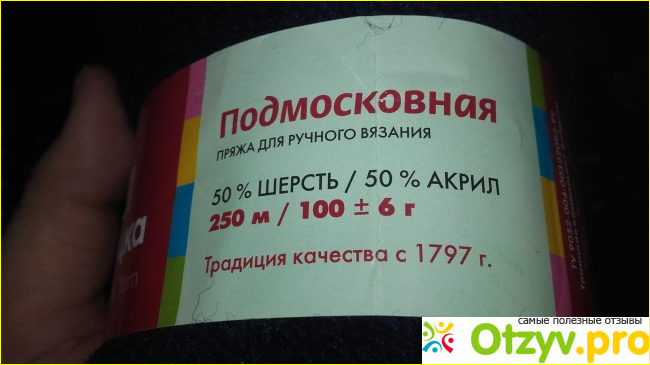 Подмосковная
ПРЯЖА ДЛЯ РУЧНОГО ВЯЗАНИЯ
50 % ШЕРСТЬ / 50 % АКРИЛ
250 м / 100 ± 6 г
Традиция качества с 1797 г.
самые полезные отзывы
Otzyv.pro